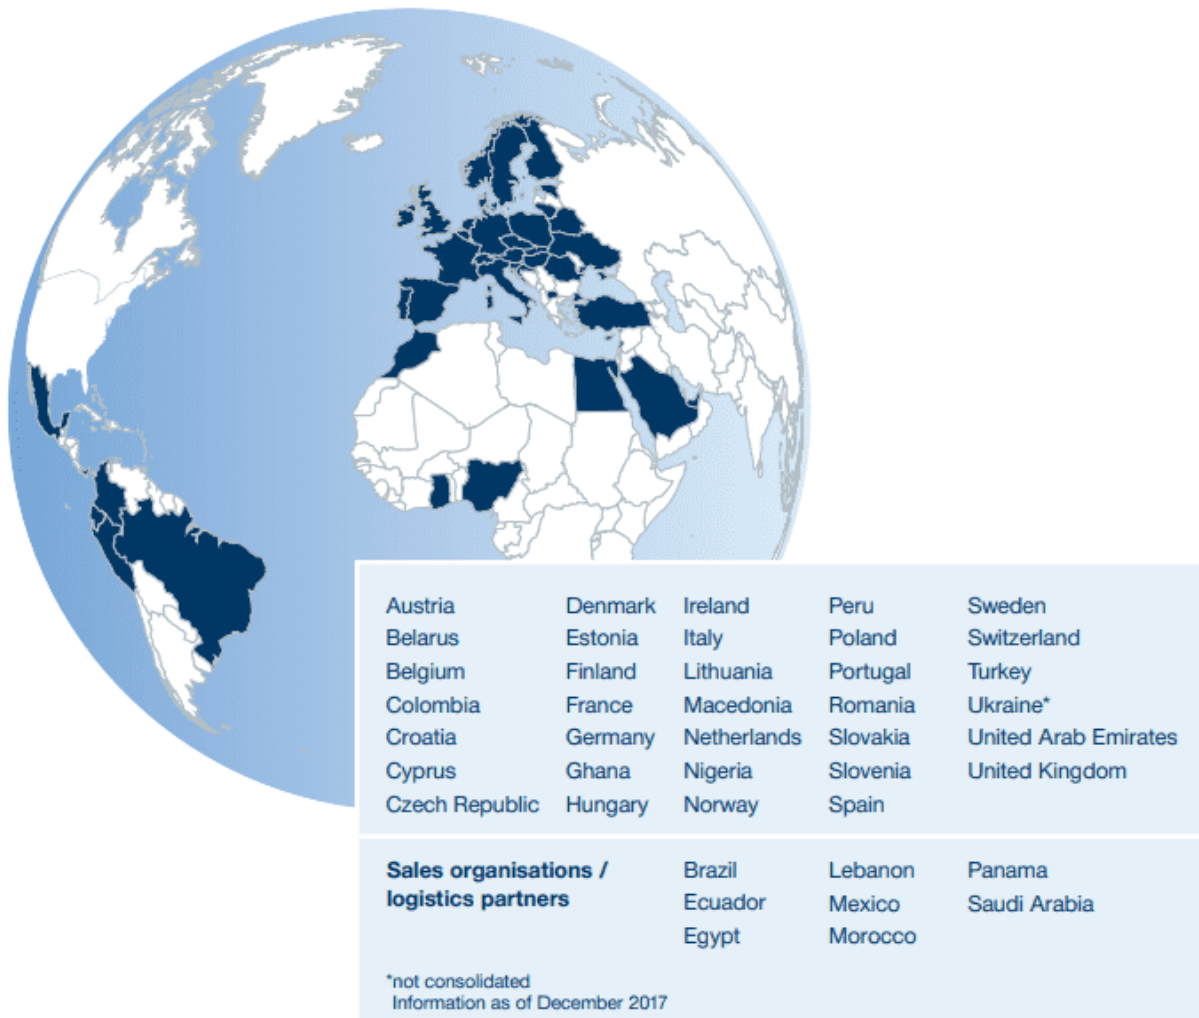 Austria Denmark Ireland Peru Sweden
Belarus Estonia Italy Poland Switzerland
Belgium Finland Lithuania Portugal Turkey
Colombia France Macedonia Romania Ukraine*
Croatia Germany Netherlands Slovakia United Arab Emirates
Cyprus Ghana Nigeria Slovenia United Kingdom
Czech Republic Hungary Norway Spain
Sales organisations /
logistics partners
Brazil Lebanon Panama
Ecuador Mexico Saudi Arabia
Egypt Morocco
*not consolidated
Information as of December 2017